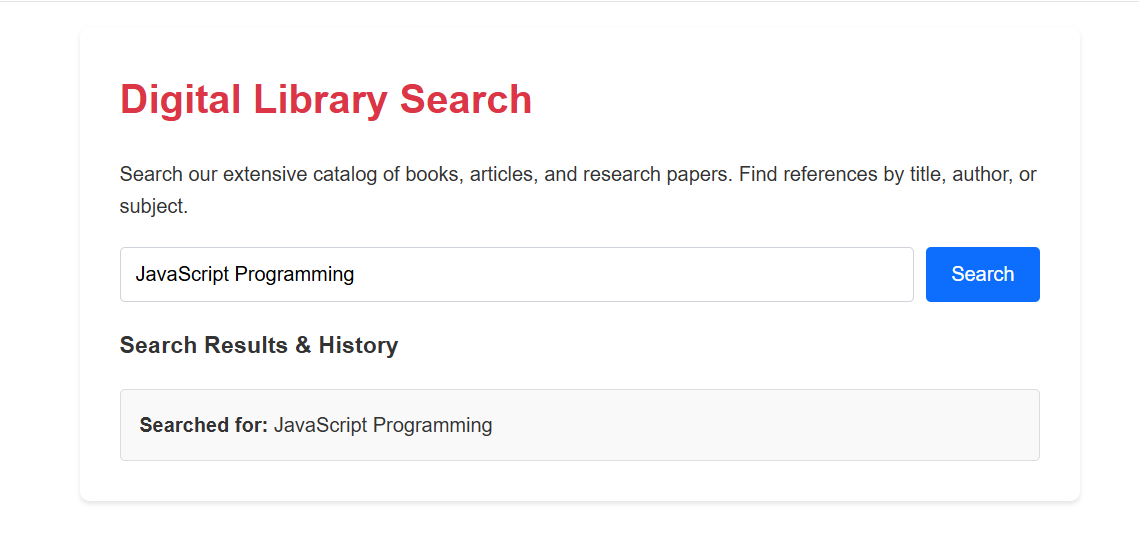 Digital Library Search
Search our extensive catalog of books, articles, and research papers. Find references by title, author, or
subject.
JavaScript Programming
Search
Search Results & History
Searched for: JavaScript Programming